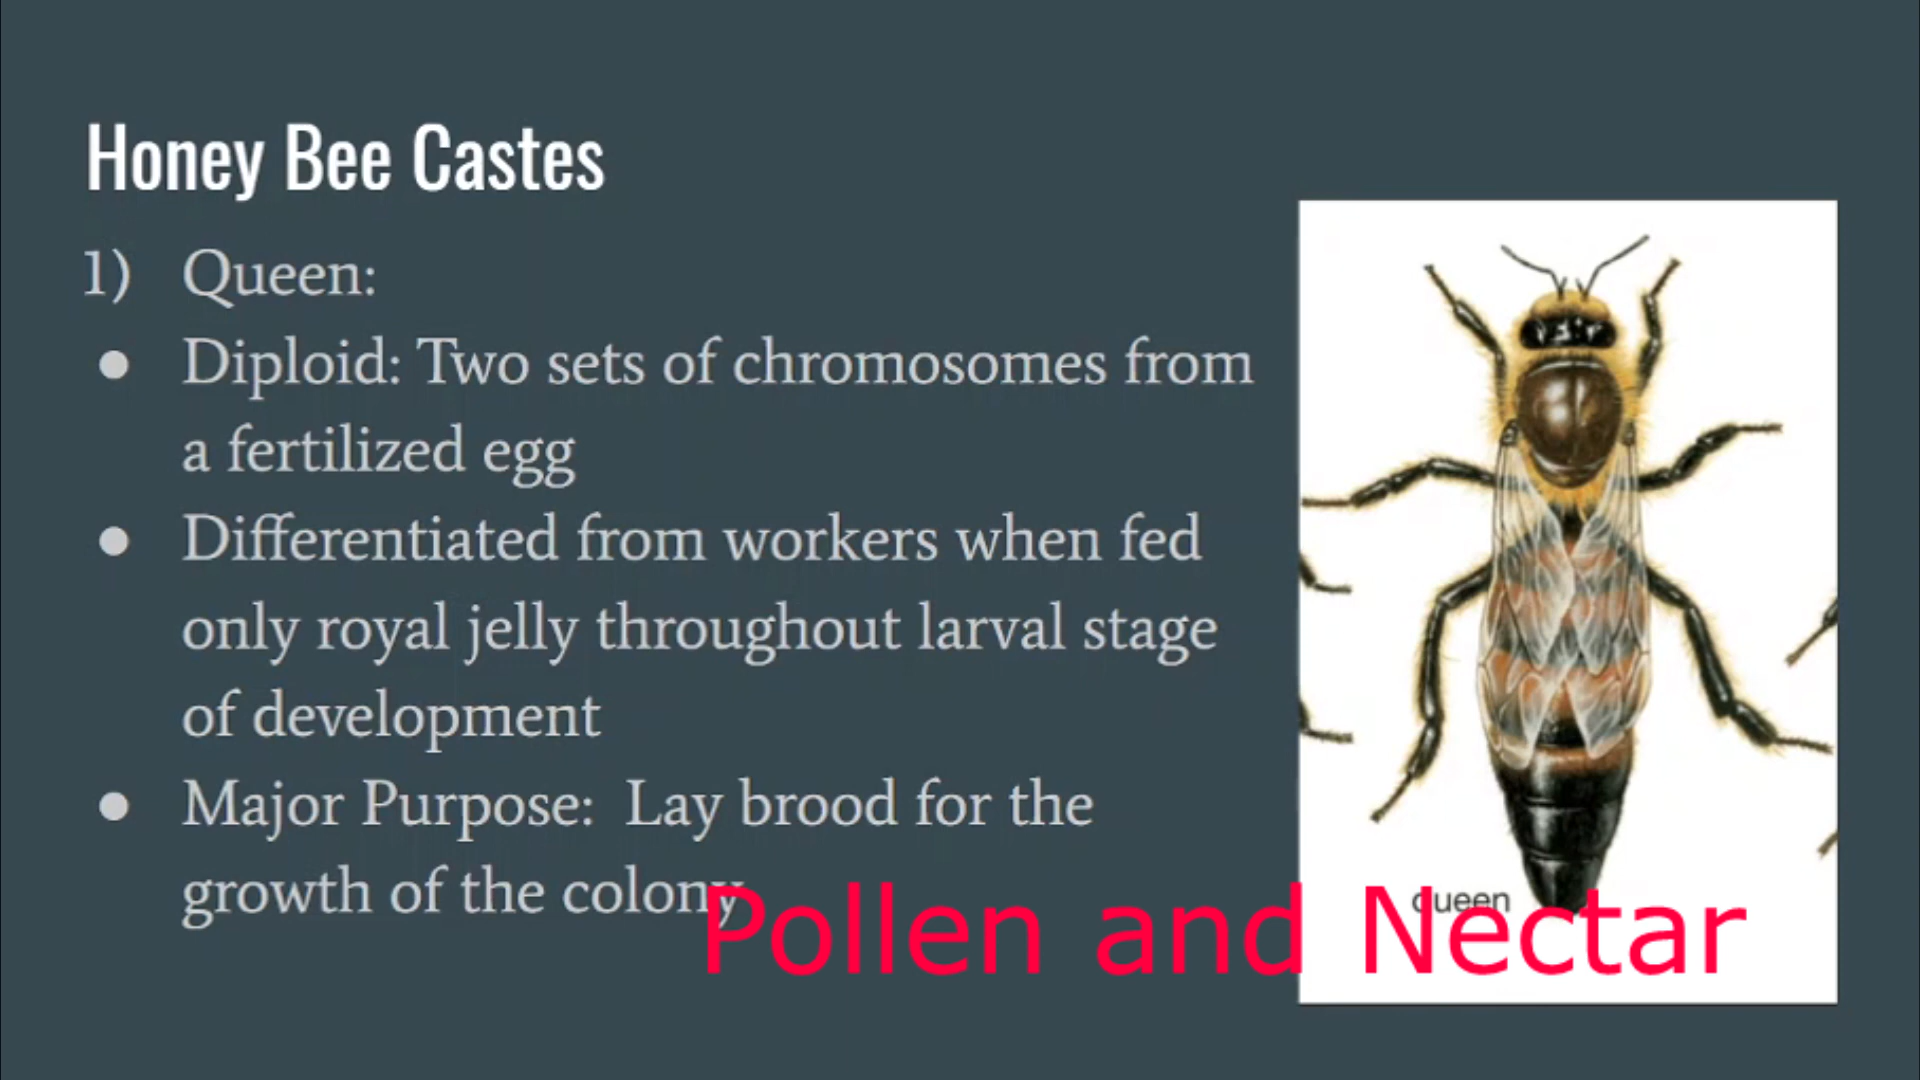 Honey Bee Castes
1) Queen:
● Diploid: Two sets of chromosomes from
a fertilized egg
● Differentiated from workers when fed
only royal jelly throughout larval stage
of development
● Major Purpose: Lay brood for the
growth of the colony
queen
Pollen and Nectar